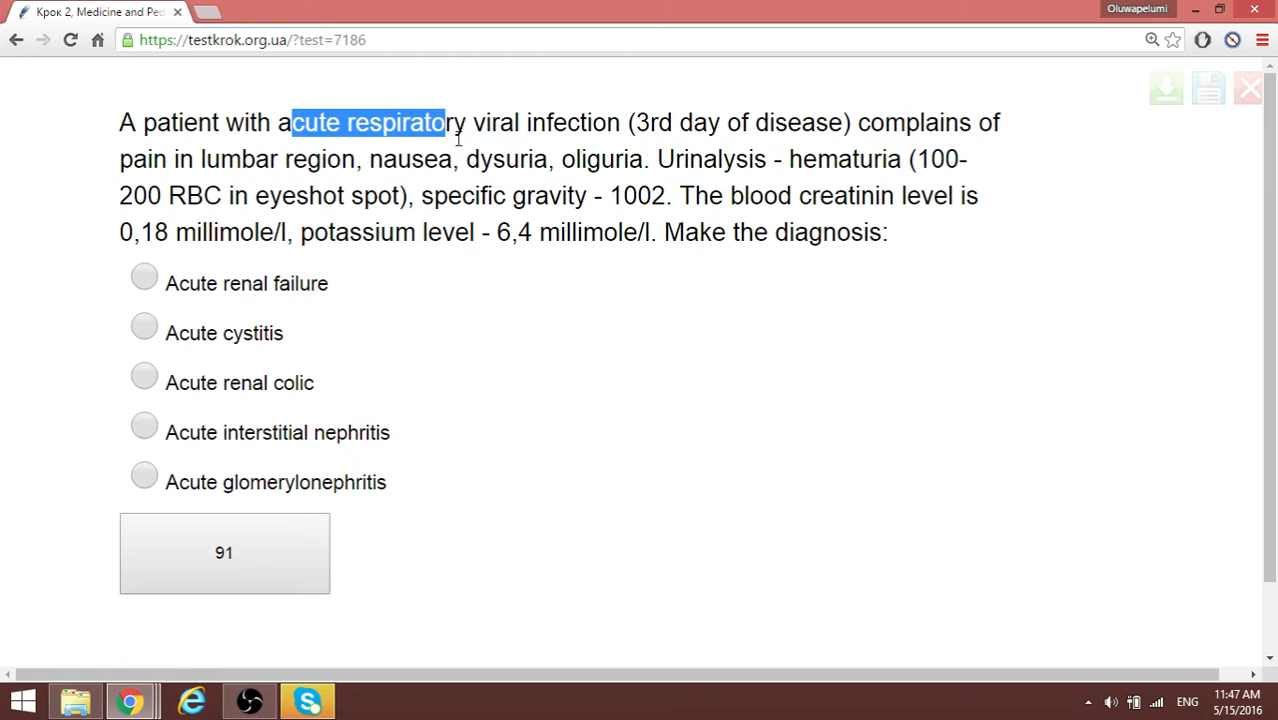 Крок 2, Medicine and Pe
Oluwapelumi
https://testkrok.org.ua/?test=7186
A patient with acute respiratory viral infection (3rd day of disease) complains of
pain in lumbar region, nausea, dysuria, oliguria. Urinalysis - hematuria (100-
200 RBC in eyeshot spot), specific gravity - 1002. The blood creatinin level is
0,18 millimole/l, potassium level - 6,4 millimole/l. Make the diagnosis:
Acute renal failure
Acute cystitis
Acute renal colic
Acute interstitial nephritis
Acute glomerylonephritis
91
ENG
11:47 AM
5/15/2016